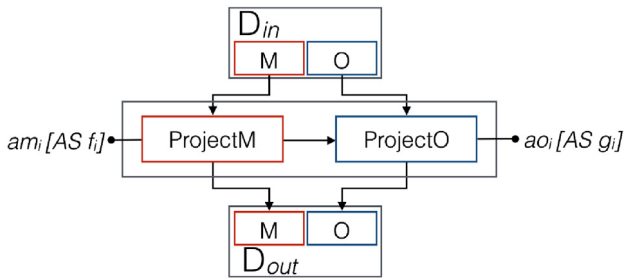 Din
M O
amᵢ [AS fᵢ] ProjectM ProjectO aoᵢ [AS gᵢ]
M O
Dout